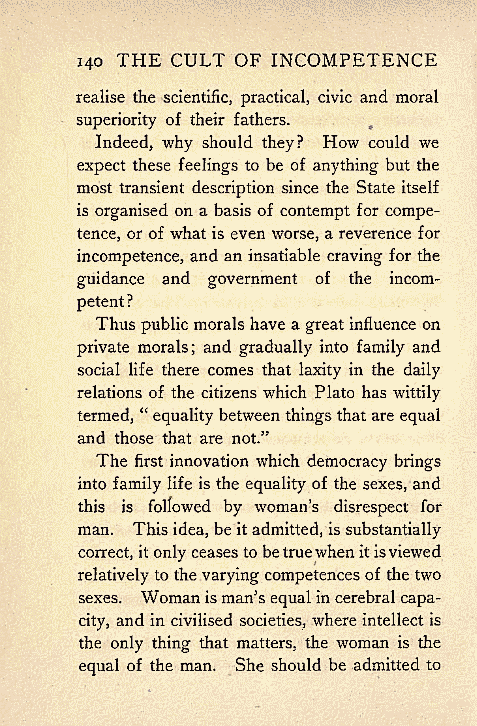 140 THE CULT OF INCOMPETENCE
realise the scientific, practical, civic and moral
superiority of their fathers.
Indeed, why should they? How could we
expect these feelings to be of anything but the
most transient description since the State itself
is organised on a basis of contempt for compe-
tence, or of what is even worse, a reverence for
incompetence, and an insatiable craving for the
guidance and government of the incom-
petent?
Thus public morals have a great influence on
private morals; and gradually into family and
social life there comes that laxity in the daily
relations of the citizens which Plato has wittily
termed, “ equality between things that are equal
and those that are not.”
The first innovation which democracy brings
into family life is the equality of the sexes, and
this is followed by woman's disrespect for
man. This idea, be it admitted, is substantially
correct, it only ceases to be true when it is viewed
relatively to the varying competences of the two
sexes. Woman is man's equal in cerebral capa-
city, and in civilised societies, where intellect is
the only thing that matters, the woman is the
equal of the man. She should be admitted to